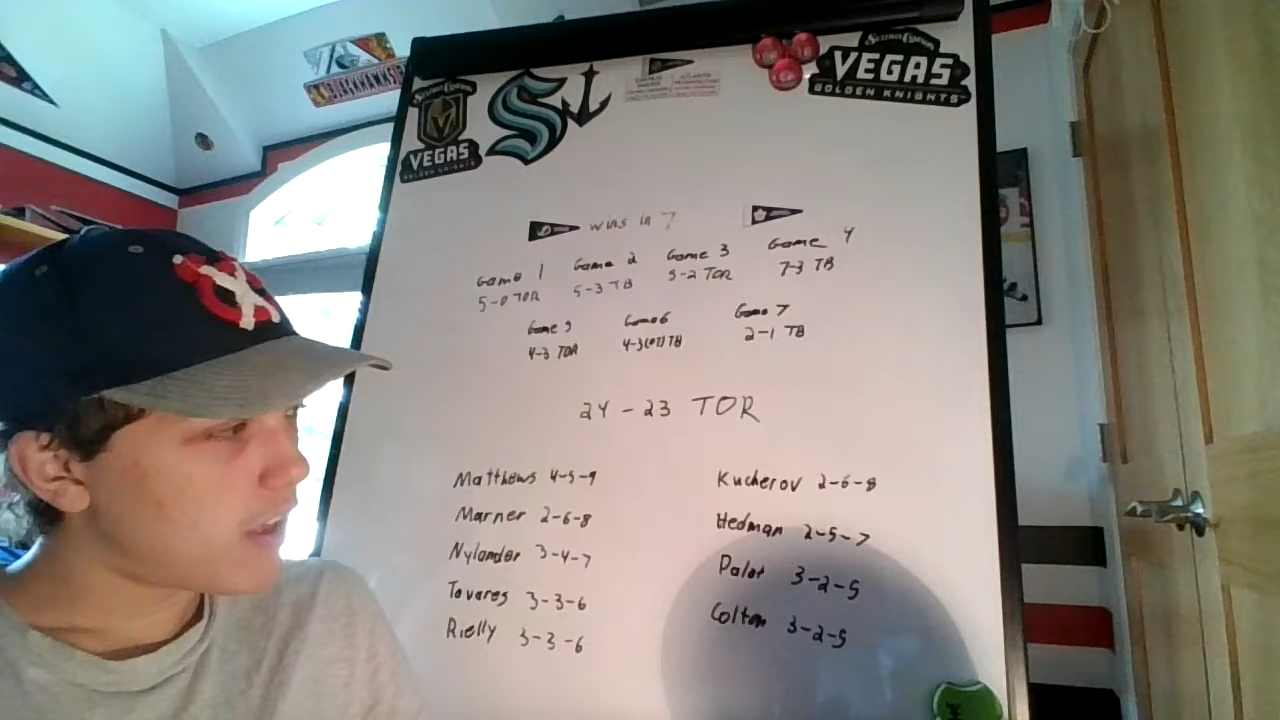 BLACKHAWKS
VEGAS
GOLDEN KNIGHTS
VEGAS
GOLDEN KNIGHTS
wins in 7
Game 1
5-0 TOR
Game 2
5-3 TB
Game 3
5-2 TOR
Game 4
7-3 TB
Game 5
4-3 TOR
Game 6
4-3(OT) TB
Game 7
2-1 TB
24 - 23 TOR
Matthews 4-5-9
Marner 2-6-8
Nylander 3-4-7
Tavares 3-3-6
Rielly 3-3-6
Kucherov 2-6-8
Hedman 2-5-7
Palat 3-2-5
Colton 3-2-5